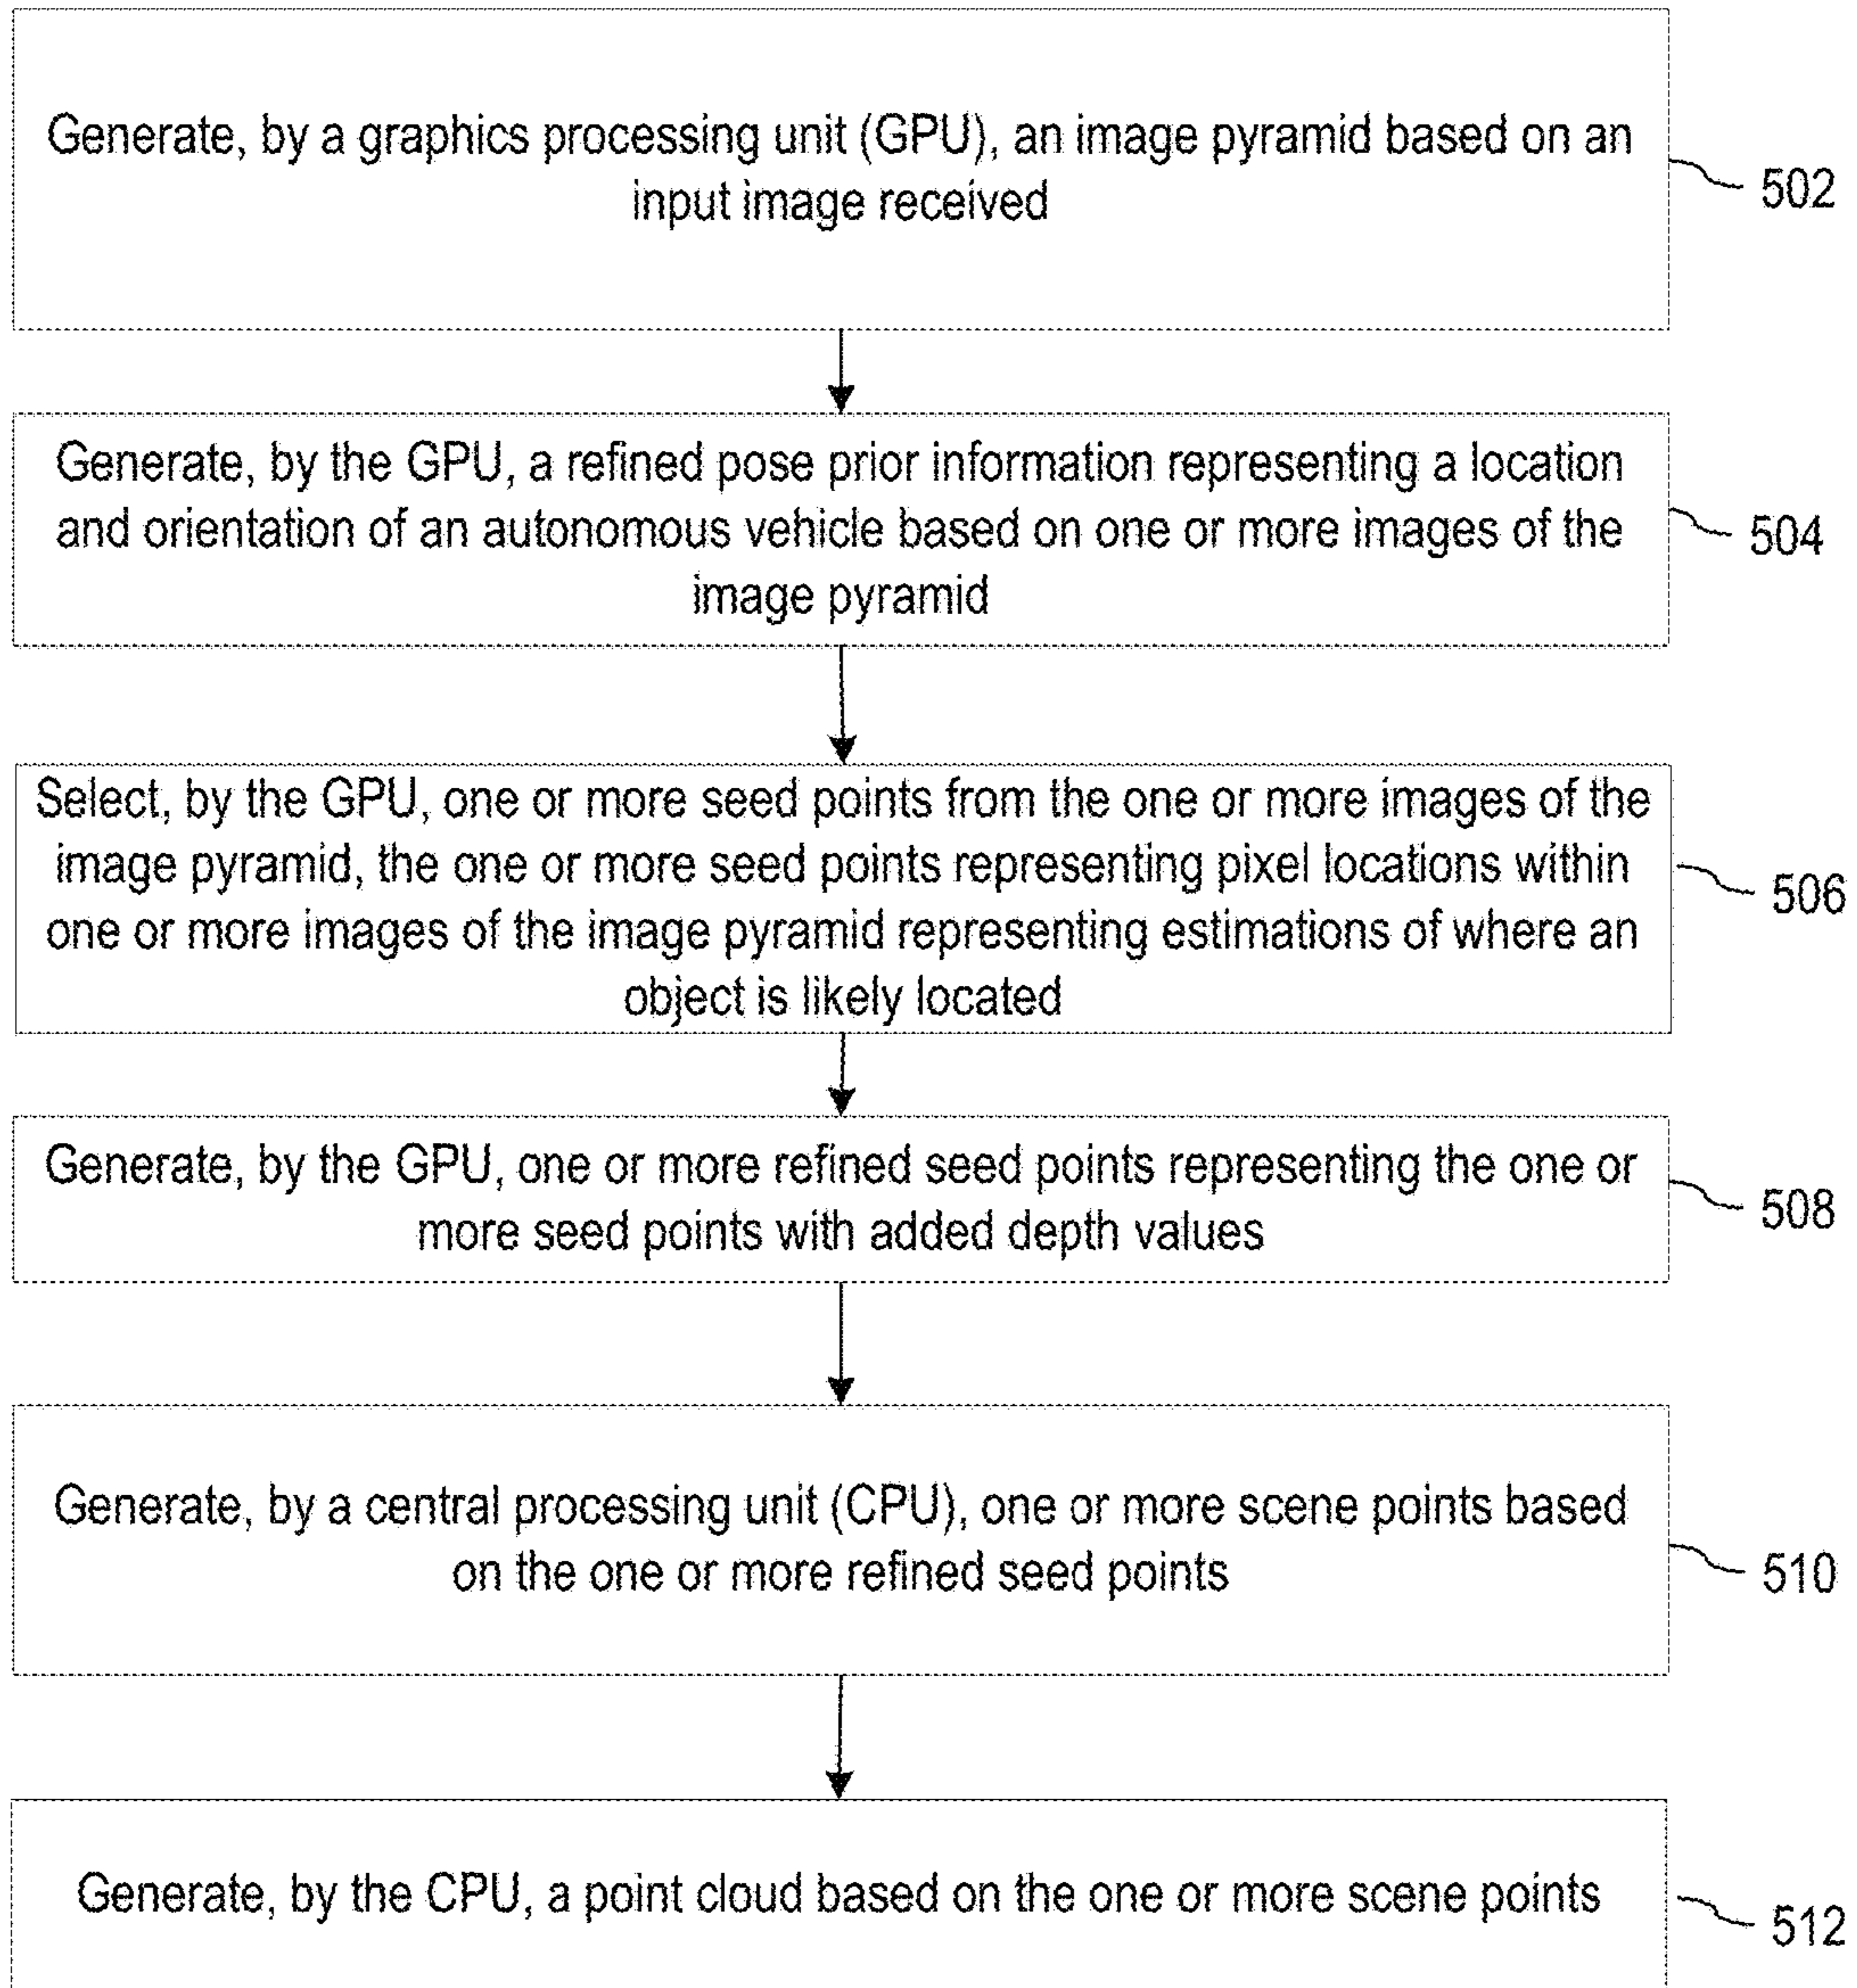 Generate, by a graphics processing unit (GPU), an image pyramid based on an
input image received
502
Generate, by the GPU, a refined pose prior information representing a location
and orientation of an autonomous vehicle based on one or more images of the
image pyramid
504
Select, by the GPU, one or more seed points from the one or more images of the
image pyramid, the one or more seed points representing pixel locations within
one or more images of the image pyramid representing estimations of where an
object is likely located
506
Generate, by the GPU, one or more refined seed points representing the one or
more seed points with added depth values
508
Generate, by a central processing unit (CPU), one or more scene points based
on the one or more refined seed points
510
Generate, by the CPU, a point cloud based on the one or more scene points
512